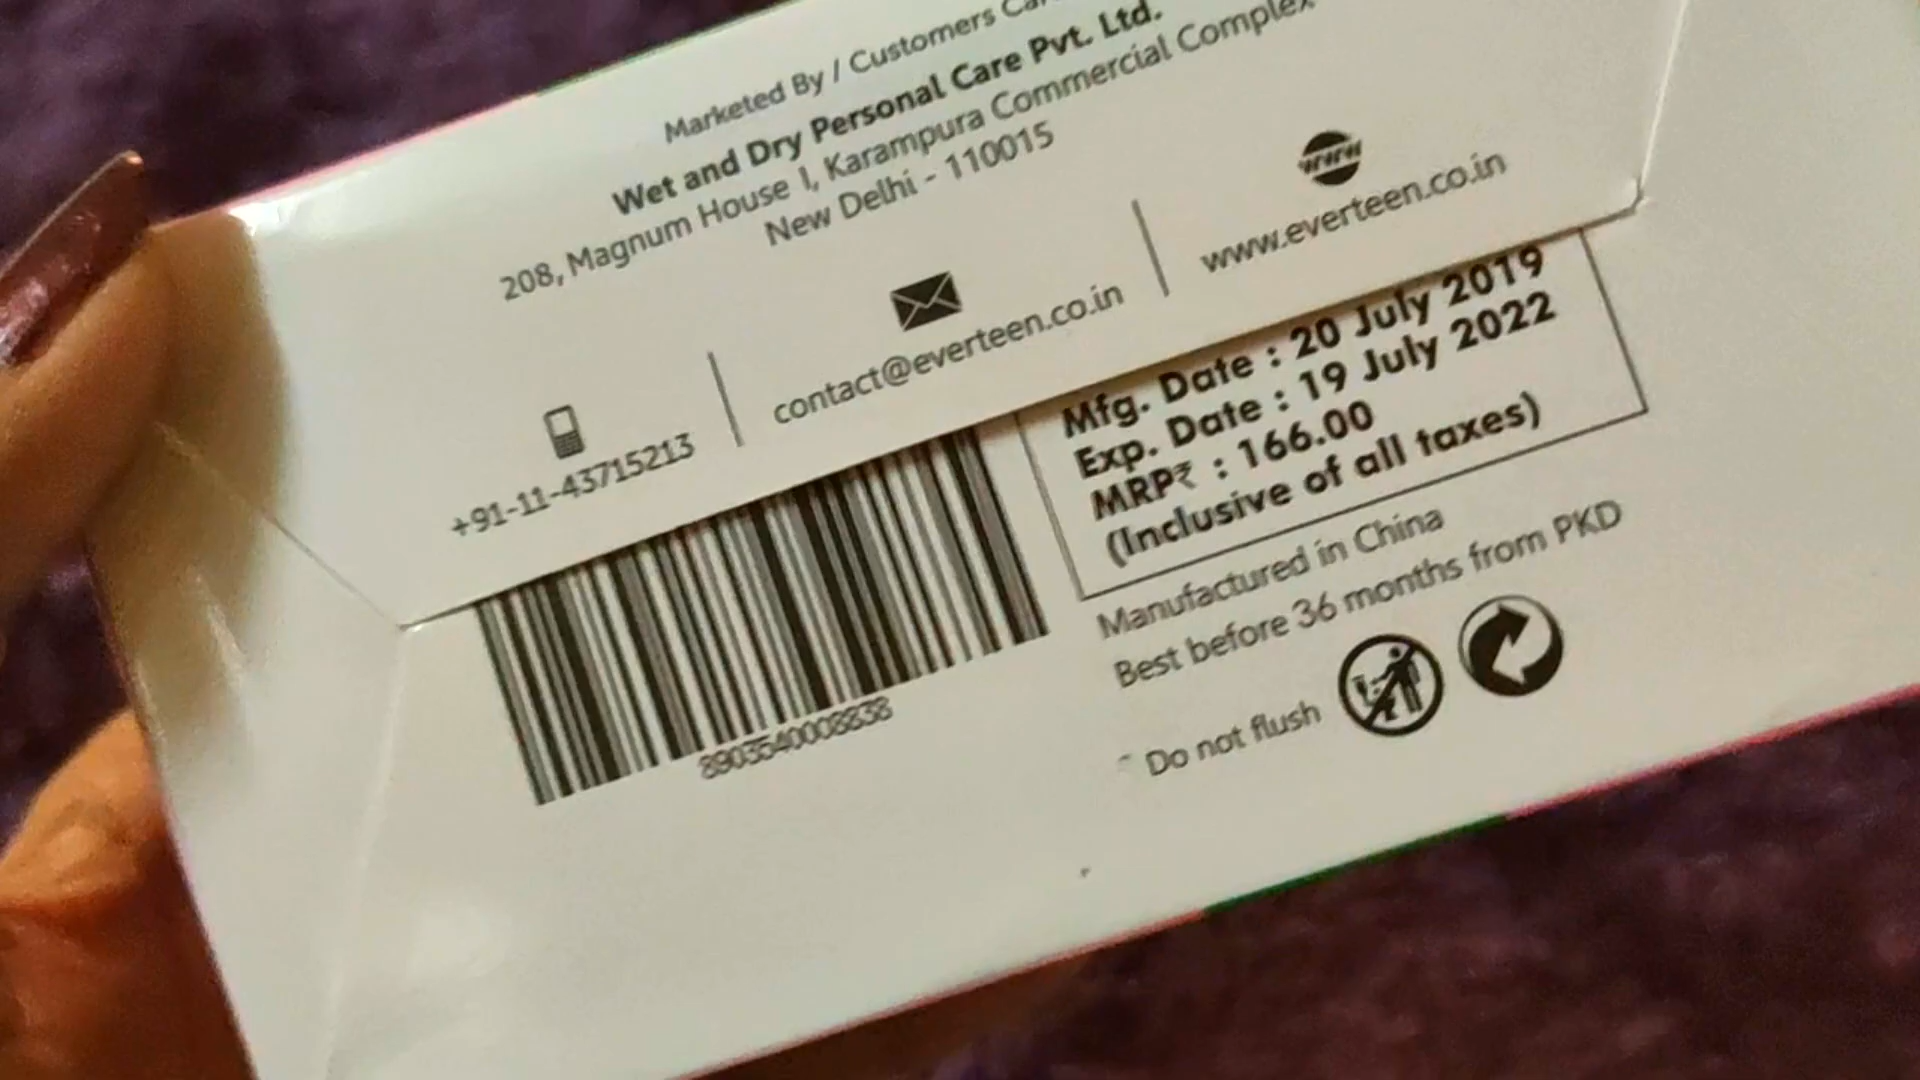 Marketed By / Customers
Wet and Dry Personal Care Pvt. Ltd.
208, Magnum House I, Karampura Commercial Complex
New Delhi - 110015
+91-11-43715213
contact@everteen.co.in
www
www.everteen.co.in
Mfg. Date : 20 July 2019
Exp. Date : 19 July 2022
MRP₹ : 166.00
(Inclusive of all taxes)
Manufactured in China
Best before 36 months from PKD
Do not flush
8903540008838